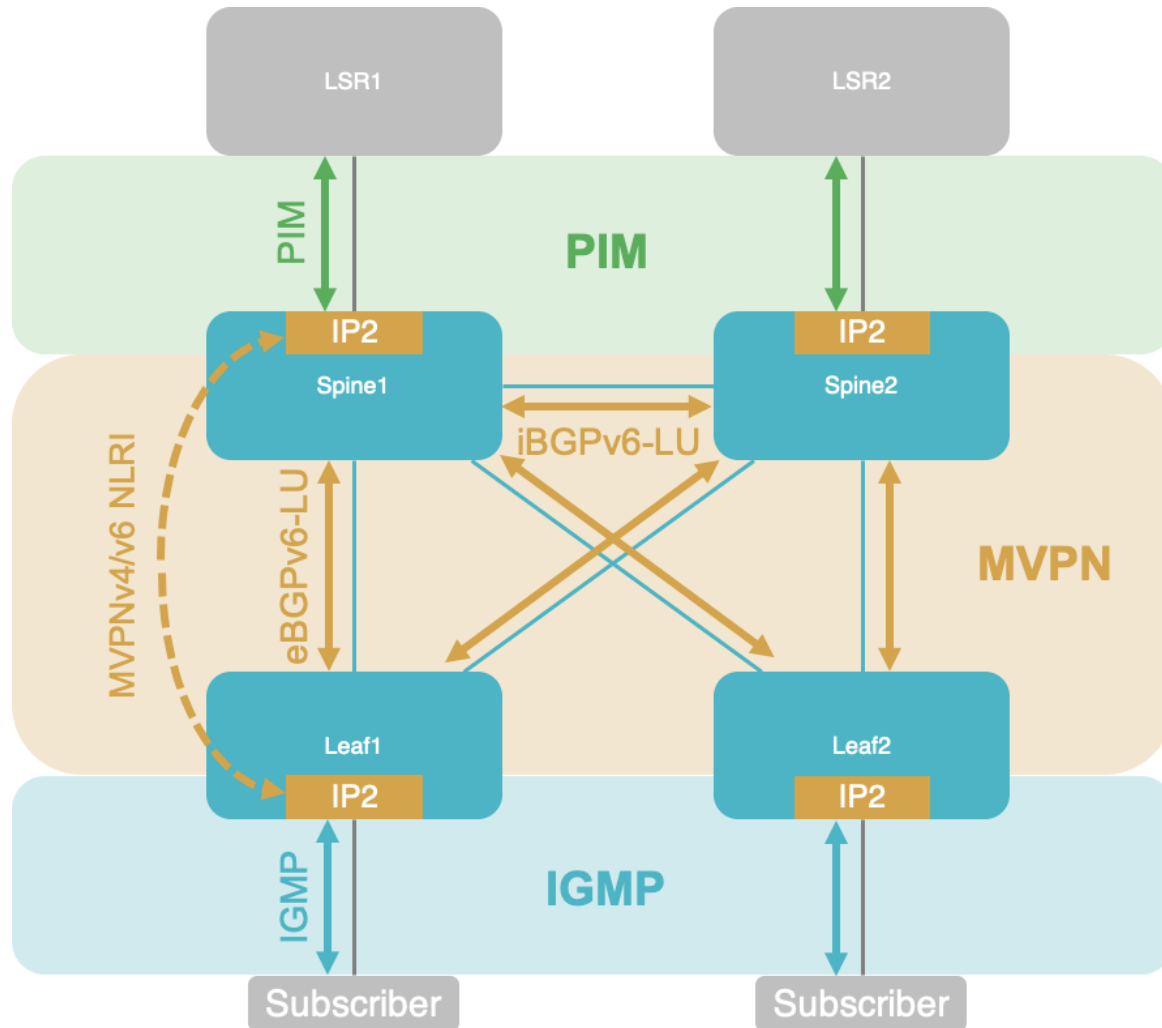 LSR1
LSR2
PIM
PIM
IP2
IP2
Spine1
Spine2
iBGPv6-LU
MVPNv4/v6 NLRI
eBGPv6-LU
MVPN
Leaf1
Leaf2
IP2
IP2
IGMP
IGMP
Subscriber
Subscriber